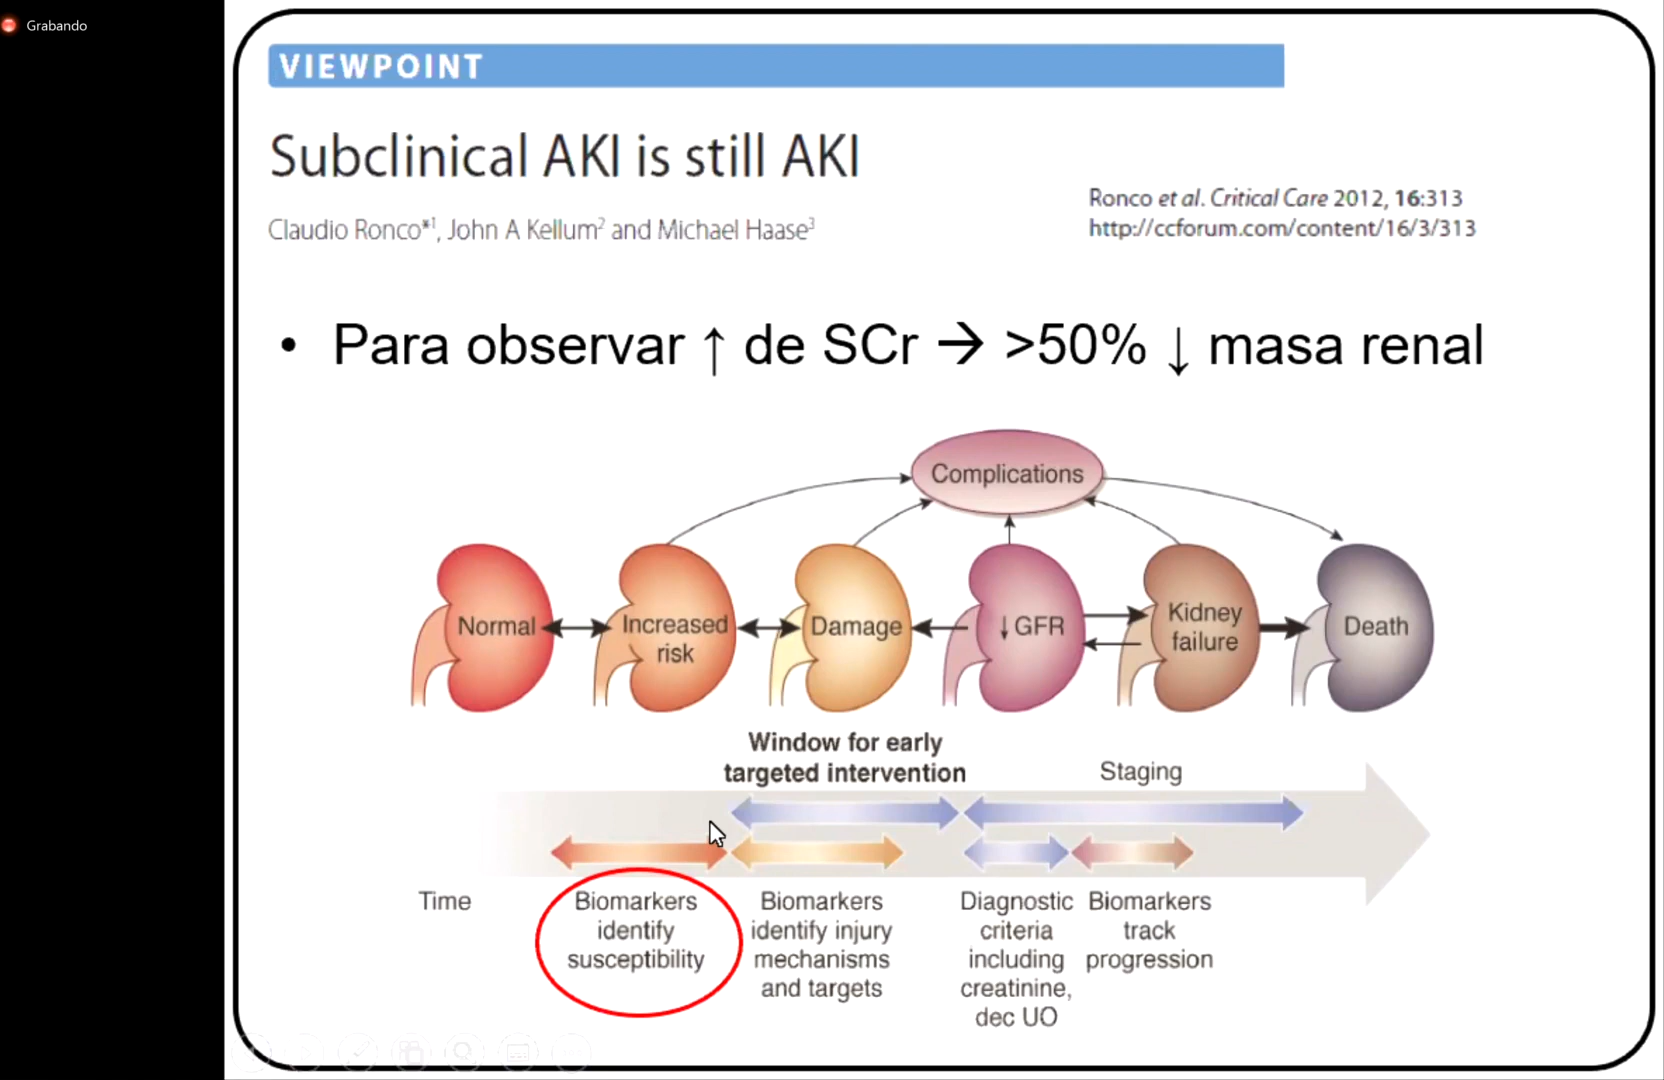 Grabando
VIEWPOINT
Subclinical AKI is still AKI
Claudio Ronco*1, John A Kellum2 and Michael Haase3
Ronco et al. Critical Care 2012, 16:313
http://ccforum.com/content/16/3/313
• Para observar ↑ de SCr → >50% ↓ masa renal
Complications
Normal
Increased
risk
Damage
↓GFR
Kidney
failure
Death
Window for early
targeted intervention
Staging
Time
Biomarkers
identify
susceptibility
Biomarkers
identify injury
mechanisms
and targets
Diagnostic
criteria
including
creatinine,
dec UO
Biomarkers
track
progression